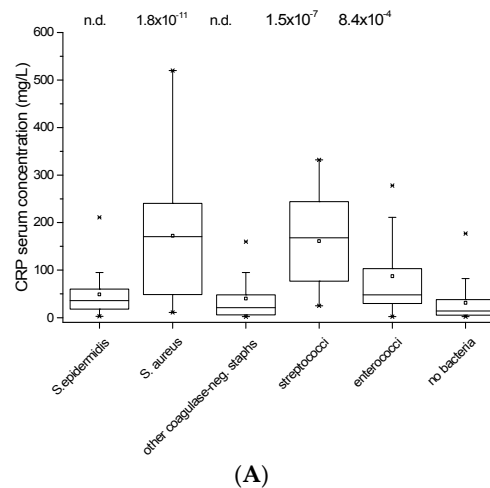 n.d. 1.8x10-11 n.d. 1.5x10-7 8.4x10-4
600
500
400
300
200
100
0
CRP serum concentration (mg/L)
S.epidermidis
S. aureus
other coagulase-neg. staphs
streptococci
enterococi
no bacteria
(A)